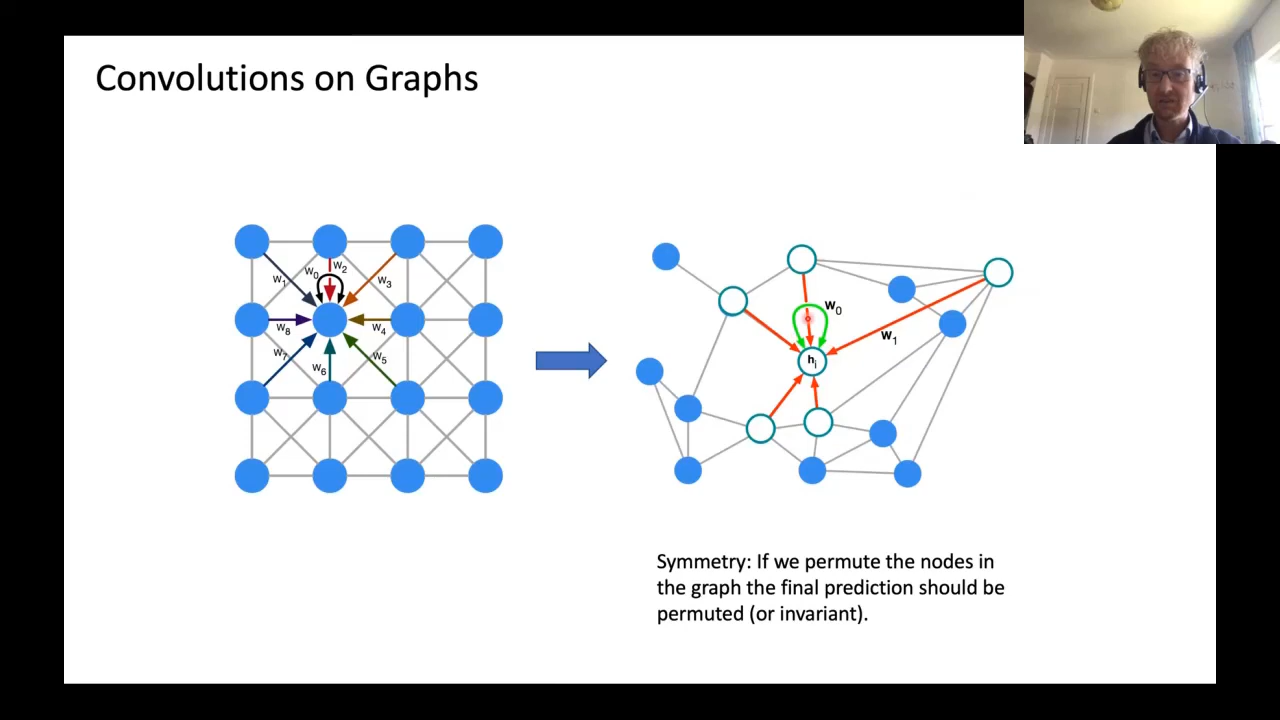 Convolutions on Graphs
w0
w2
w1
w3
w8
w4
w7
w6
w5
w0
w1
hi
Symmetry: If we permute the nodes in
the graph the final prediction should be
permuted (or invariant).